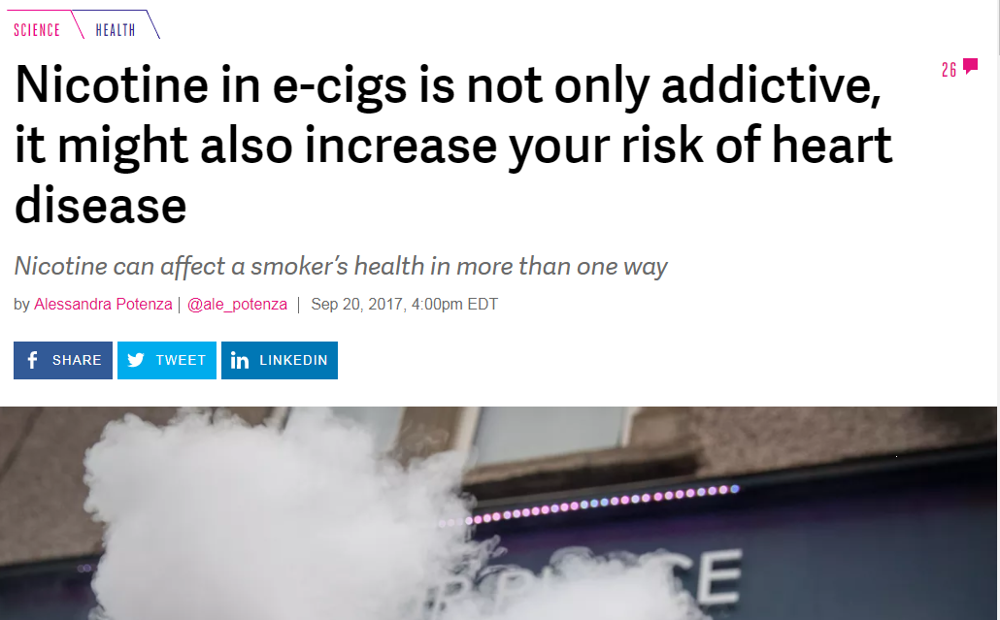 SCIENCE HEALTH
Nicotine in e-cigs is not only addictive,
26
it might also increase your risk of heart
disease
Nicotine can affect a smoker's health in more than one way
by Alessandra Potenza | @ale_potenza | Sep 20, 2017, 4:00pm EDT
f SHARE TWEET in LINKEDIN